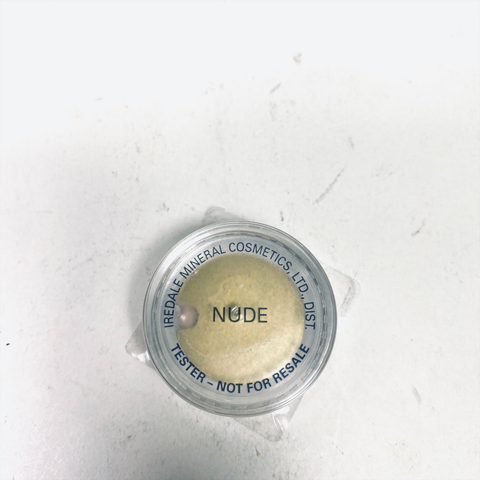 IREDALE MINERAL COSMETICS, LTD., DIST.
NUDE
TESTER – NOT FOR RESALE